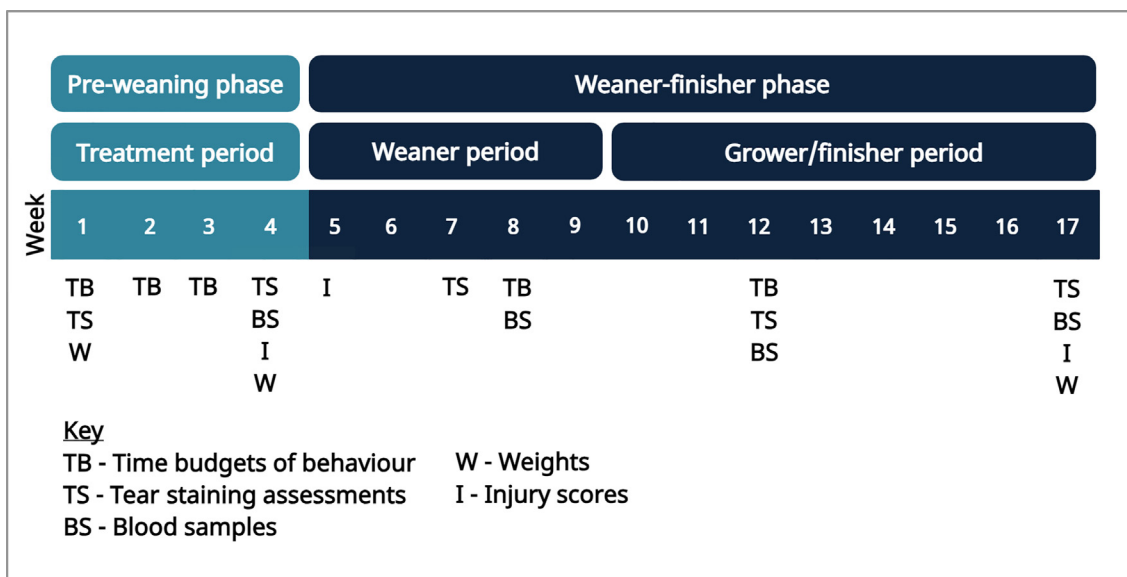 Pre-weaning phase Weaner-finisher phase
Treatment period Weaner period Grower/finisher period
Week 1 2 3 4 5 6 7 8 9 10 11 12 13 14 15 16 17
TB TB TB TS I TS TB TB TS
TS BS BS TS BS
W I BS I
W W
Key
TB - Time budgets of behaviour W - Weights
TS - Tear staining assessments I - Injury scores
BS - Blood samples